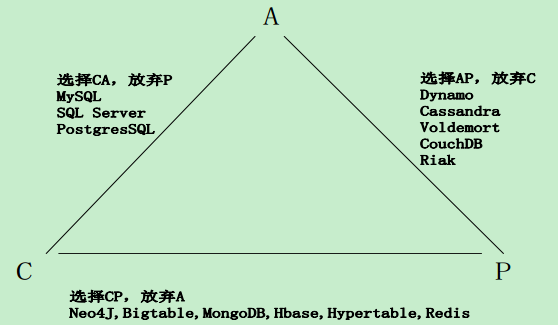 A
选择CA，放弃P
MySQL
SQL Server
PostgresSQL
选择AP，放弃C
Dynamo
Cassandra
Voldemort
CouchDB
Riak
C
P
选择CP，放弃A
Neo4J,Bigtable,MongoDB,Hbase,Hypertable,Redis